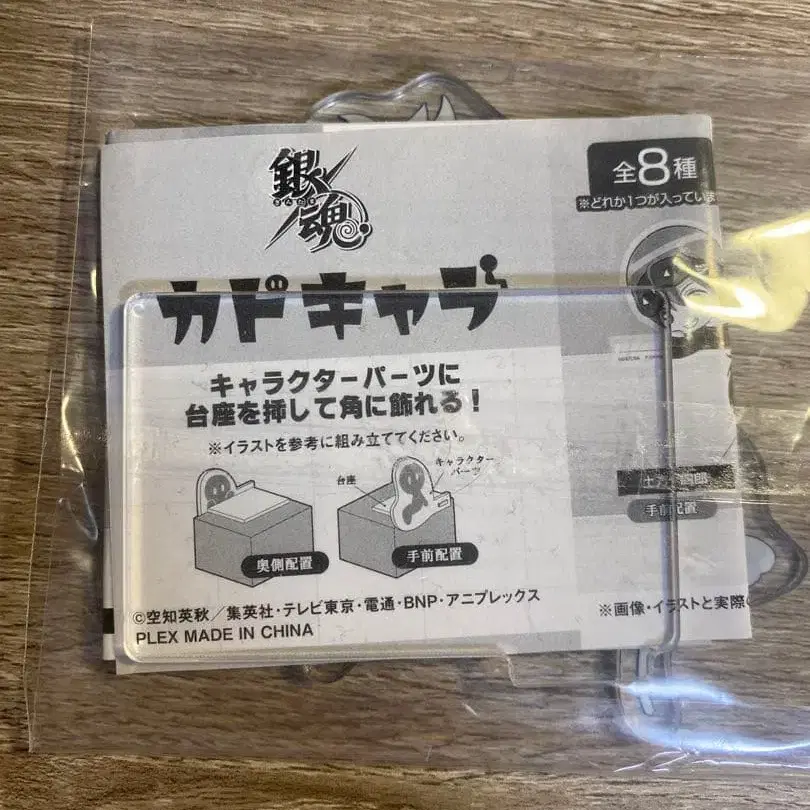 銀魂
ぎんたま
全8種
※どれか1つが入っていま
カドキャラ
キャラクターパーツに
台座を挿して角に飾れる!
※イラストを参考に組み立ててください。
台座
キャラクター
パーツ
奥側配置
手前配置
手前配置
©空知英秋/集英社・テレビ東京・電通・BNP・アニプレックス
PLEX MADE IN CHINA
※画像・イラストと実際の